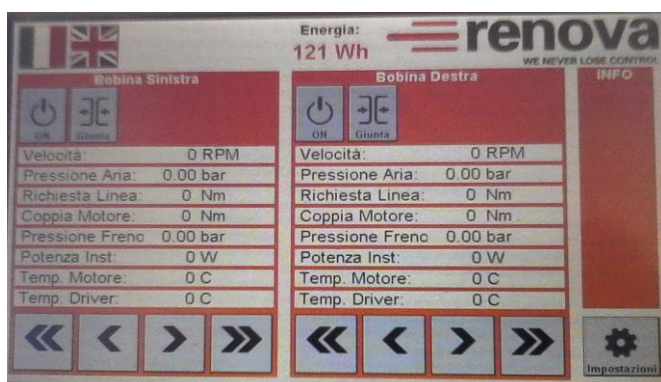 Energia:
121 Wh
renova
WE NEVER LOSE CONTROL
Bobina Sinistra
ON
Giunta
Velocità: 0 RPM
Pressione Aria: 0.00 bar
Richiesta Linea: 0 Nm
Coppia Motore: 0 Nm
Pressione Freno 0.00 bar
Potenza Inst: 0 W
Temp. Motore: 0 C
Temp. Driver: 0 C
Bobina Destra
ON
Giunta
Velocità: 0 RPM
Pressione Aria: 0.00 bar
Richiesta Linea: 0 Nm
Coppia Motore: 0 Nm
Pressione Freno 0.00 bar
Potenza Inst: 0 W
Temp. Motore: 0 C
Temp. Driver: 0 C
INFO
Impostazioni